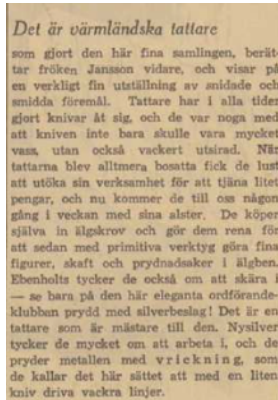 Det är värmländska tattare
som gjort den här fina samlingen, berät-
tar fröken Jansson vidare, och visar på
en verkligt fin utställning av snidade och
smidda föremål. Tattare har i alla tider
gjort knivar åt sig, och de var noga med
att kniven inte bara skulle vara mycket
vass, utan också vackert utsirad. När
tattarna blev alltmera bosatta fick de lust
att utöka sin verksamhet för att tjäna litet
pengar, och nu kommer de till oss någon
gång i veckan med sina alster. De köper
själva in älgskrov och gör dem rena för
att sedan med primitiva verktyg göra fina
figurer, skaft och prydnadsaker i älgben.
Ebenholts tycker de också om att skära i
— se bara på den här eleganta ordförande-
klubban prydd med silverbeslag! Det är en
tattare som är mästare till den. Nysilver
tycker de mycket om att arbeta i, och de
pryder metallen med vrickning, som
de kallar det här sättet att med en liten
kniv driva vackra linjer.